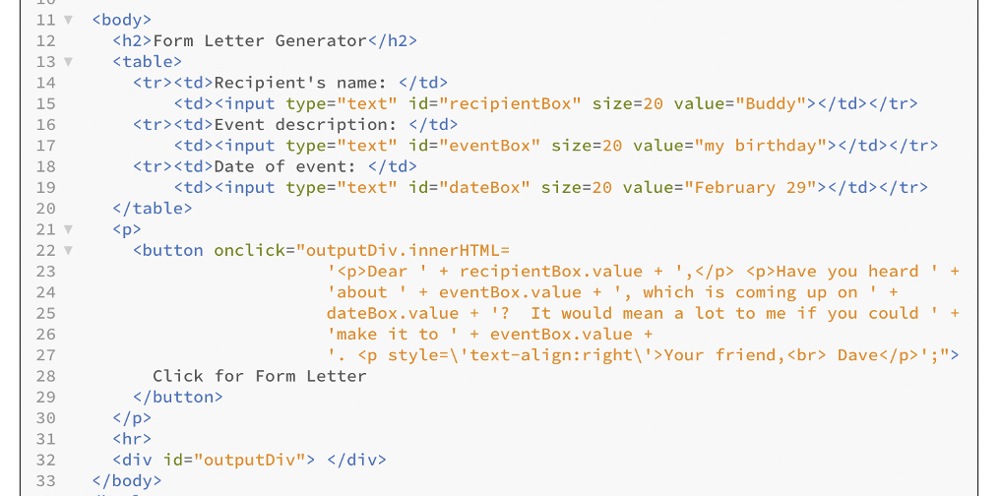 11 ▼ <body>
12 <h2>Form Letter Generator</h2>
13 ▼ <table>
14 <tr><td>Recipient's name: </td>
15 <td><input type="text" id="recipientBox" size=20 value="Buddy"></td></tr>
16 <tr><td>Event description: </td>
17 <td><input type="text" id="eventBox" size=20 value="my birthday"></td></tr>
18 <tr><td>Date of event: </td>
19 <td><input type="text" id="dateBox" size=20 value="February 29"></td></tr>
20 </table>
21 ▼ <p>
22 ▼ <button onclick="outputDiv.innerHTML=
23 '<p>Dear ' + recipientBox.value + ',</p> <p>Have you heard ' +
24 'about ' + eventBox.value + ', which is coming up on ' +
25 dateBox.value + '?  It would mean a lot to me if you could ' +
26 'make it to ' + eventBox.value +
27 '. <p style=\'text-align:right\'>Your friend,<br> Dave</p>';">
28 Click for Form Letter
29 </button>
30 </p>
31 <hr>
32 <div id="outputDiv"> </div>
33 </body>